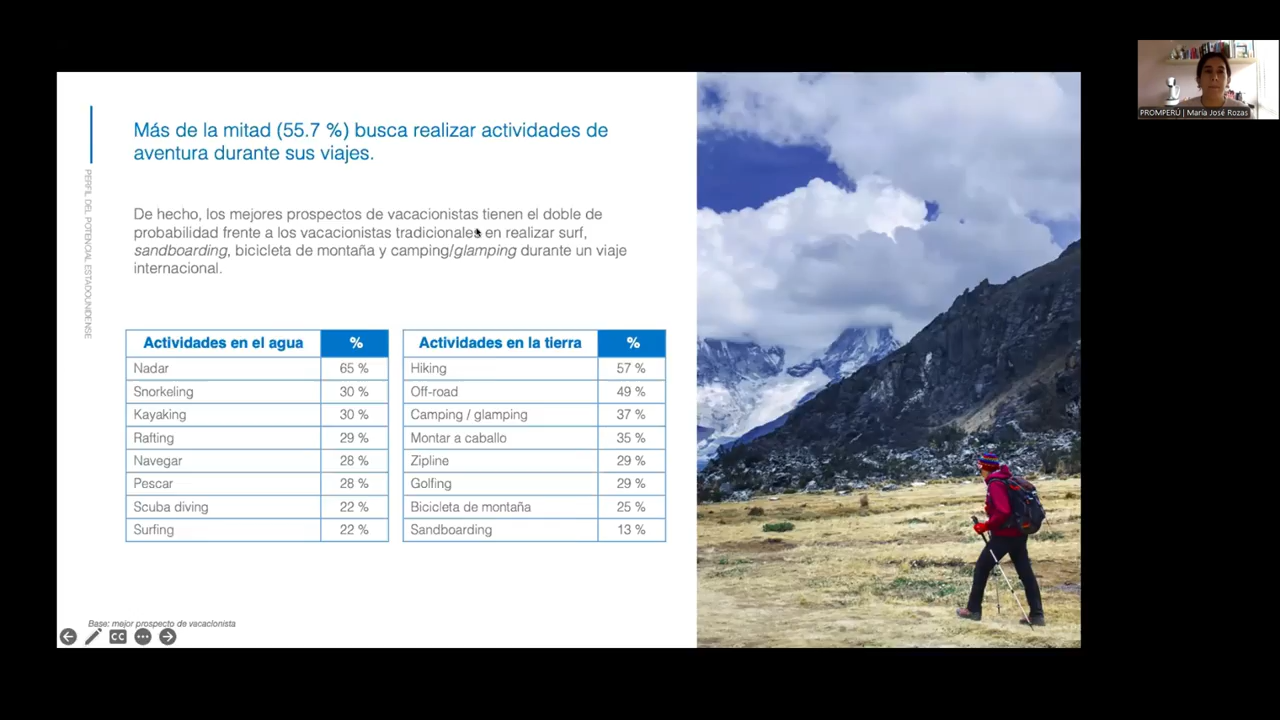 Más de la mitad (55.7 %) busca realizar actividades de
aventura durante sus viajes.
PERFIL DEL POTENCIAL ESTADOUNIDENSE
De hecho, los mejores prospectos de vacacionistas tienen el doble de
probabilidad frente a los vacacionistas tradicionales en realizar surf,
sandboarding, bicicleta de montaña y camping/glamping durante un viaje
internacional.
Actividades en el agua %
Nadar 65 %
Snorkeling 30 %
Kayaking 30 %
Rafting 29 %
Navegar 28 %
Pescar 28 %
Scuba diving 22 %
Surfing 22 %
Actividades en la tierra %
Hiking 57 %
Off-road 49 %
Camping / glamping 37 %
Montar a caballo 35 %
Zipline 29 %
Golfing 29 %
Bicicleta de montaña 25 %
Sandboarding 13 %
Base: mejor prospecto de vacacionista
CC
PROMPERÚ | María José Rozas